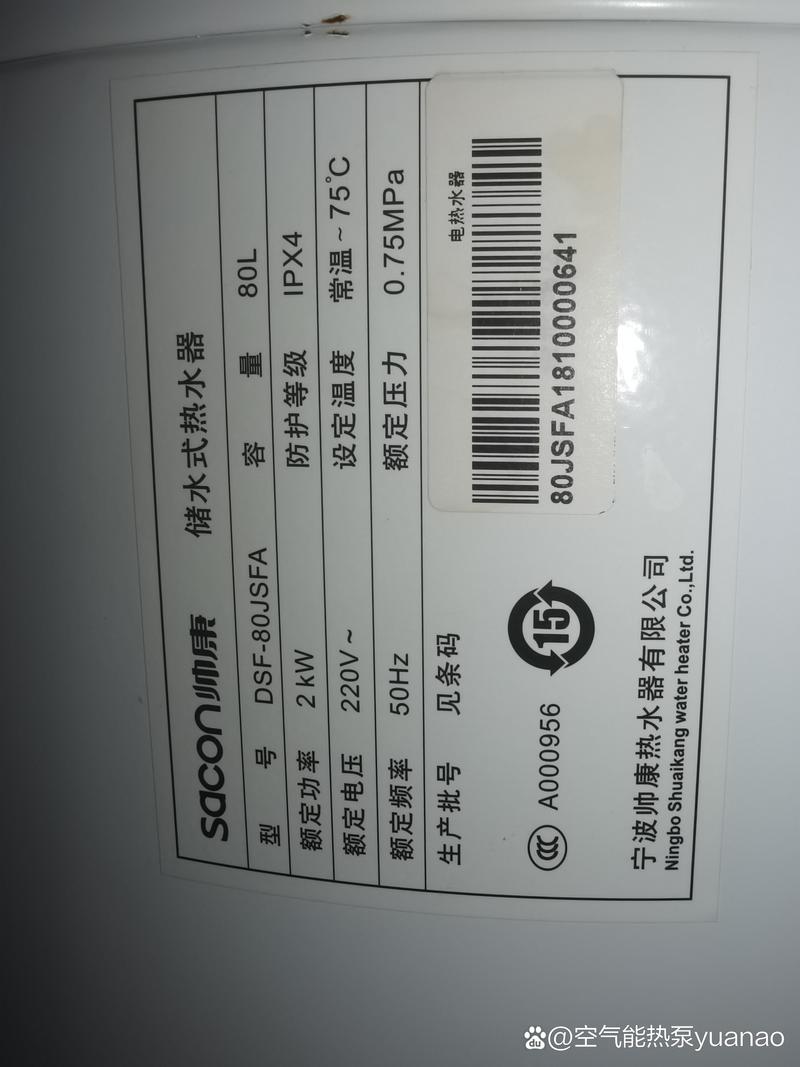 sacon帅康 储水式热水器
型号 DSF-80JSFA 容量 80L
额定功率 2kW 防护等级 IPX4
额定电压 220V~ 设定温度 常温~75℃
额定频率 50Hz 额定压力 0.75MPa
生产批号 见条码
电热水器
80JSFA1810000641
CCC A000956 15
宁波帅康热水器有限公司
Ningbo Shuaikang water heater Co.,Ltd.
du @空气能热泵yuanao